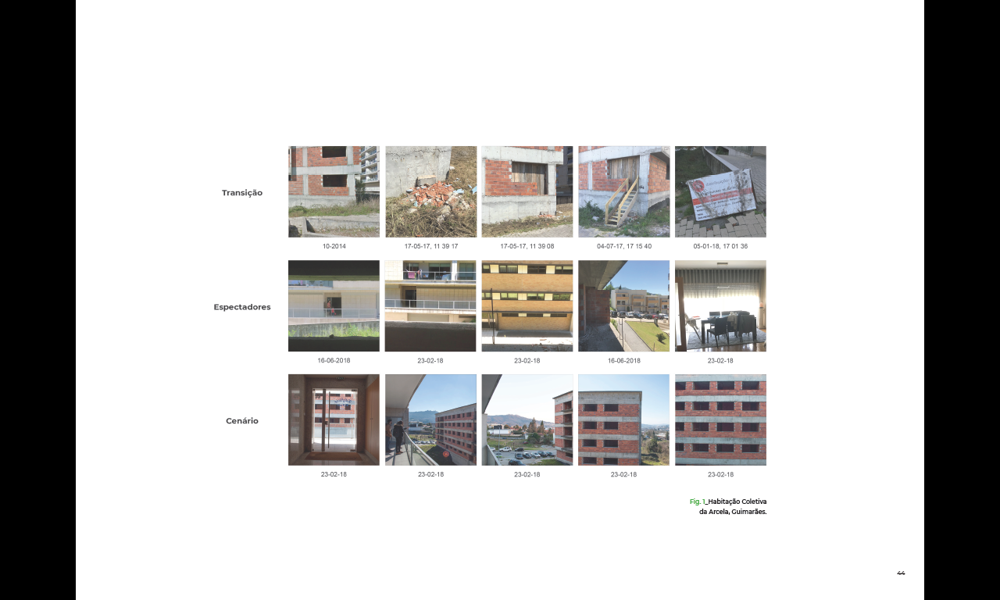 Transição
10-2014
17-05-17, 11 39 17
17-05-17, 11 39 08
04-07-17, 17 15 40
05-01-18, 17 01 36
Espectadores
16-06-2018
23-02-18
23-02-18
16-06-2018
23-02-18
Cenário
23-02-18
23-02-18
23-02-18
23-02-18
23-02-18
Fig. 1_Habitação Coletiva
da Arcela, Guimarães.
44